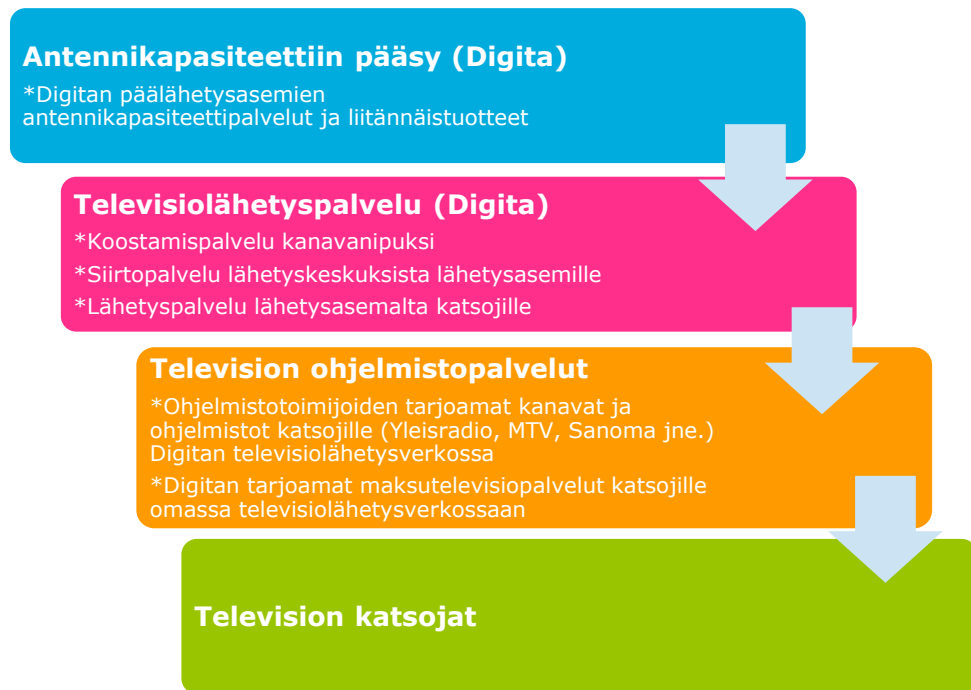 Antennikapasiteettiin pääsy (Digita)
*Digitan päälähetysasemien
antennikapasiteettipalvelut ja liitännäistuotteet
Televisiolähetyspalvelu (Digita)
*Koostamispalvelu kanavanipuksi
*Siirtopalvelu lähetyskeskuksista lähetysasemille
*Lähetyspalvelu lähetysasemalta katsojille
Television ohjelmistopalvelut
*Ohjelmistotoimijoiden tarjoamat kanavat ja
ohjelmistot katsojille (Yleisradio, MTV, Sanoma jne.)
Digitan televisiolähetysverkossa
*Digitan tarjoamat maksutelevisiopalvelut katsojille
omassa televisiolähetysverkossaan
Television katsojat